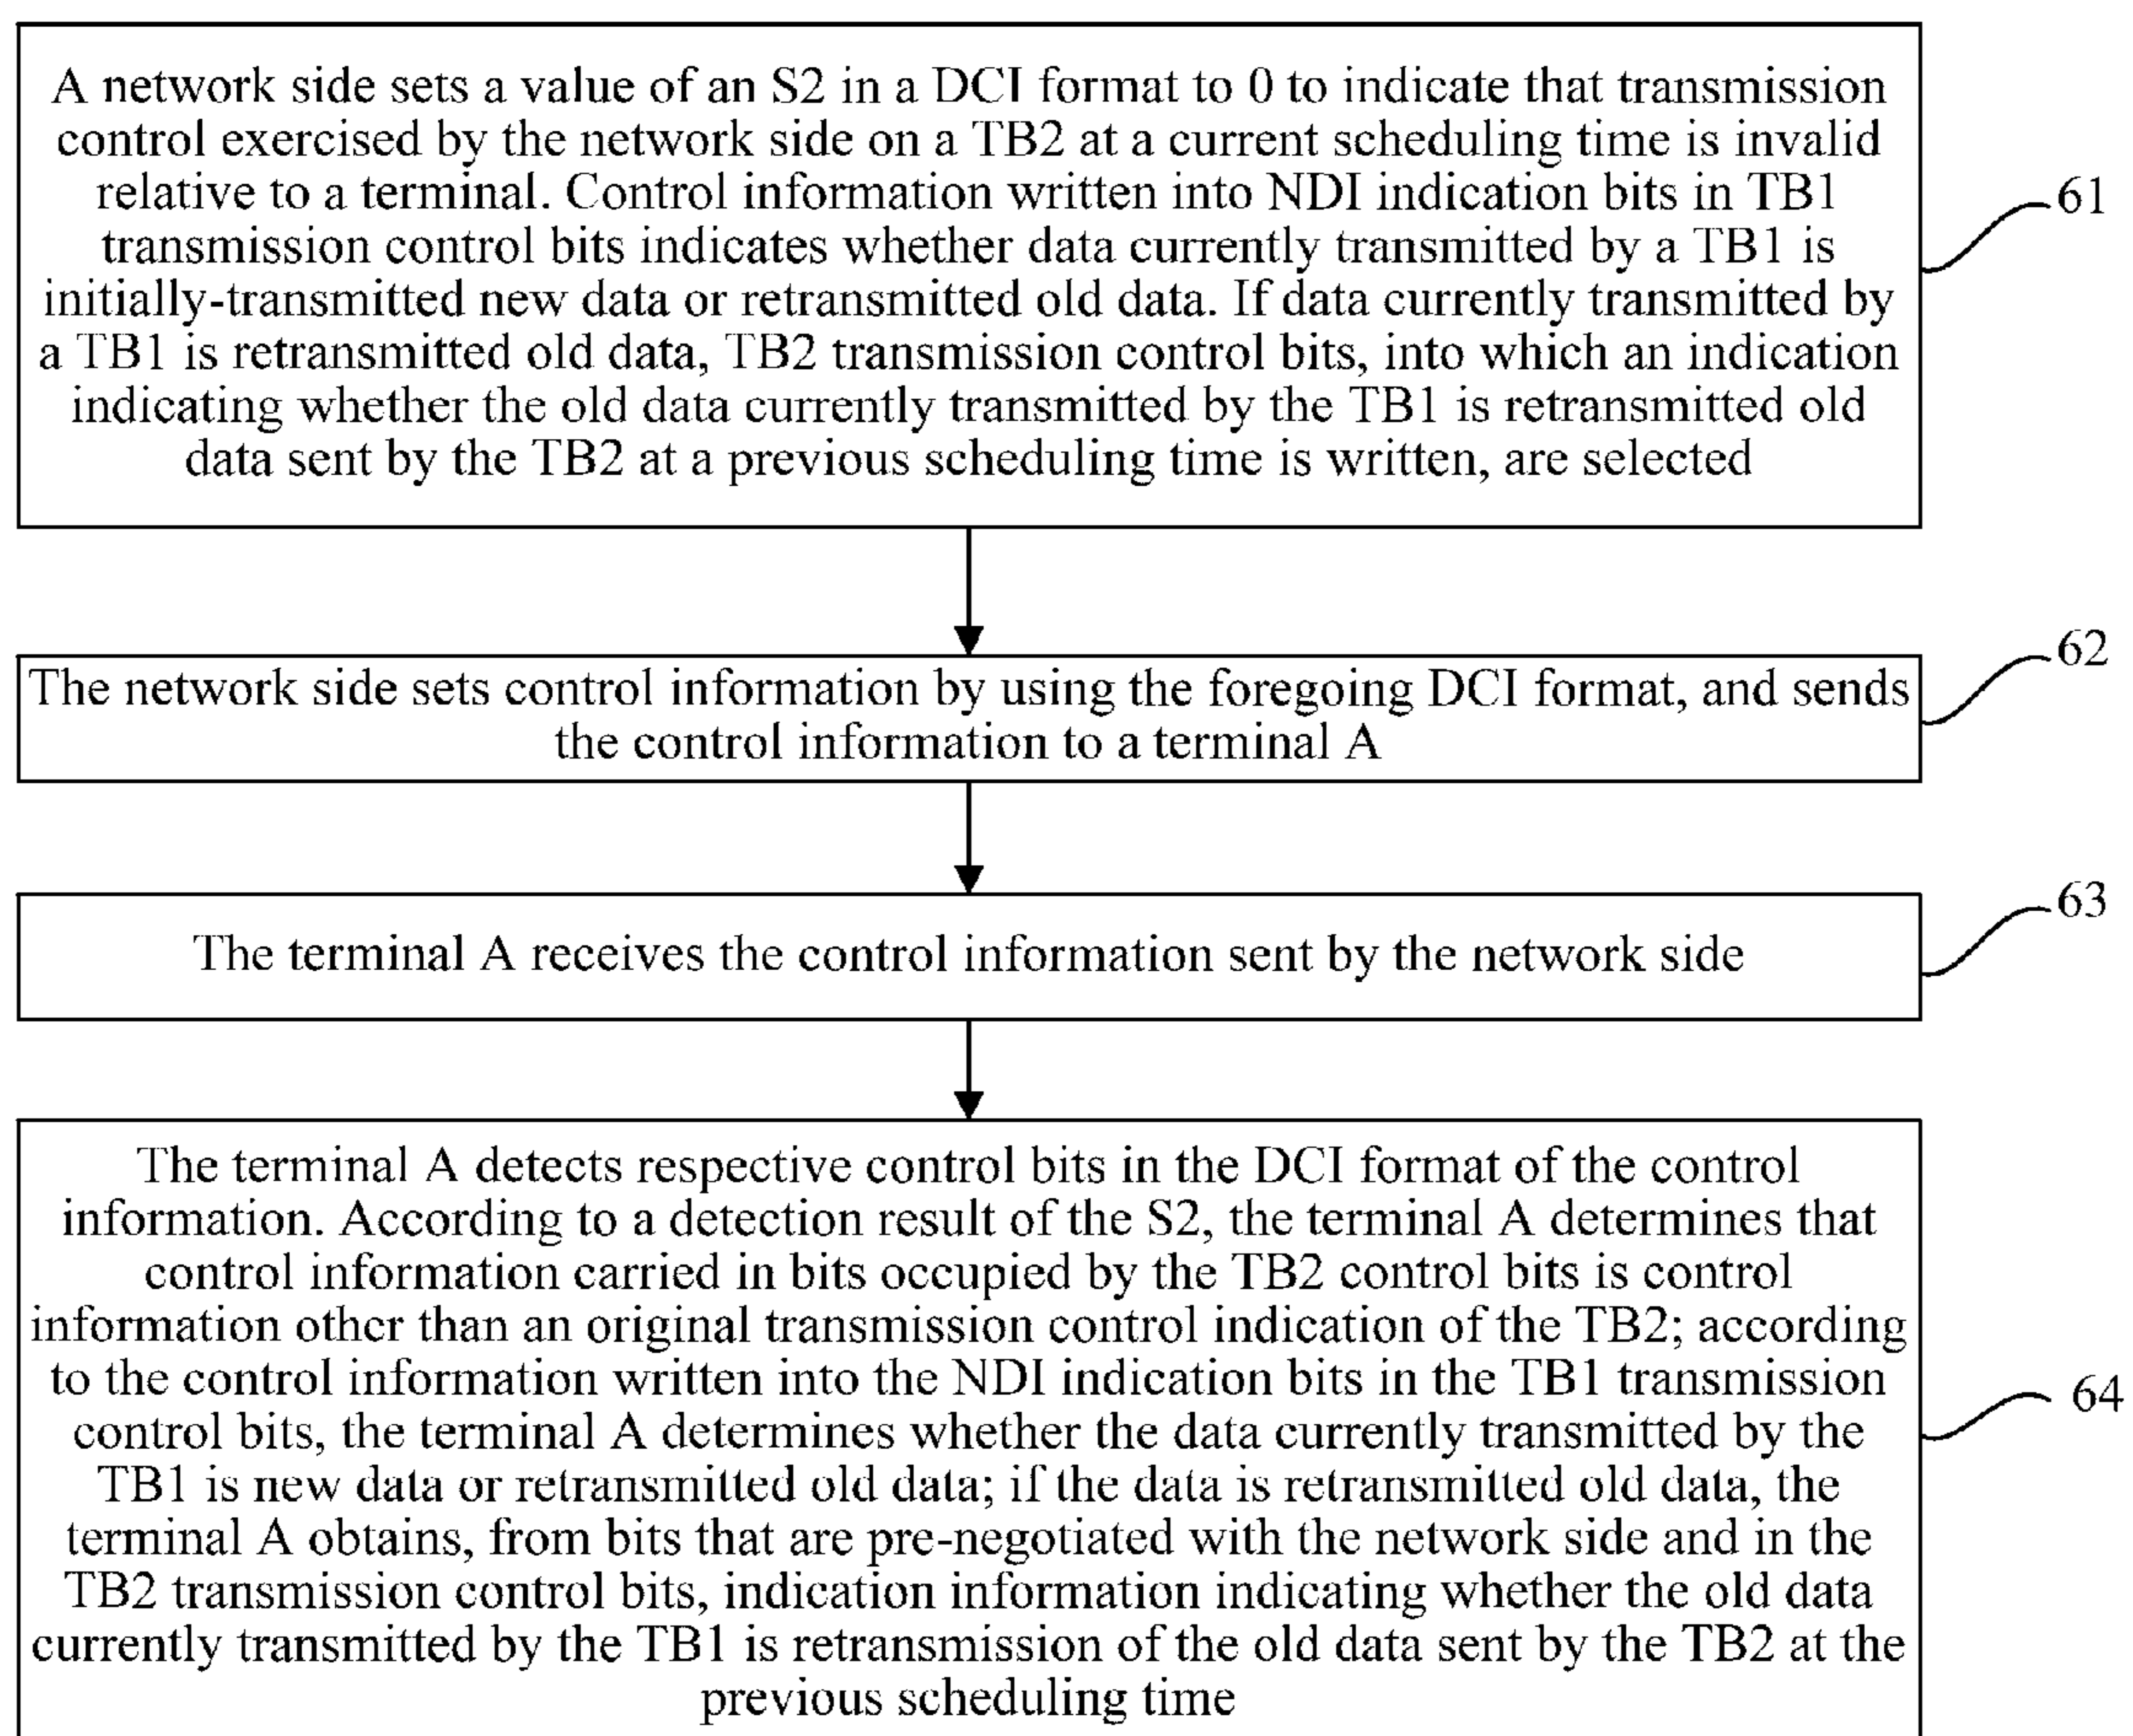 A network side sets a value of an S2 in a DCI format to 0 to indicate that transmission
control exercised by the network side on a TB2 at a current scheduling time is invalid
relative to a terminal. Control information written into NDI indication bits in TB1
transmission control bits indicates whether data currently transmitted by a TB1 is
initially-transmitted new data or retransmitted old data. If data currently transmitted by
a TB1 is retransmitted old data, TB2 transmission control bits, into which an indication
indicating whether the old data currently transmitted by the TB1 is retransmitted old
data sent by the TB2 at a previous scheduling time is written, are selected
61
The network side sets control information by using the foregoing DCI format, and sends
the control information to a terminal A
62
The terminal A receives the control information sent by the network side
63
The terminal A detects respective control bits in the DCI format of the control
information. According to a detection result of the S2, the terminal A determines that
control information carried in bits occupied by the TB2 control bits is control
information other than an original transmission control indication of the TB2; according
to the control information written into the NDI indication bits in the TB1 transmission
control bits, the terminal A determines whether the data currently transmitted by the
TB1 is new data or retransmitted old data; if the data is retransmitted old data, the
terminal A obtains, from bits that are pre-negotiated with the network side and in the
TB2 transmission control bits, indication information indicating whether the old data
currently transmitted by the TB1 is retransmission of the old data sent by the TB2 at the
previous scheduling time
64